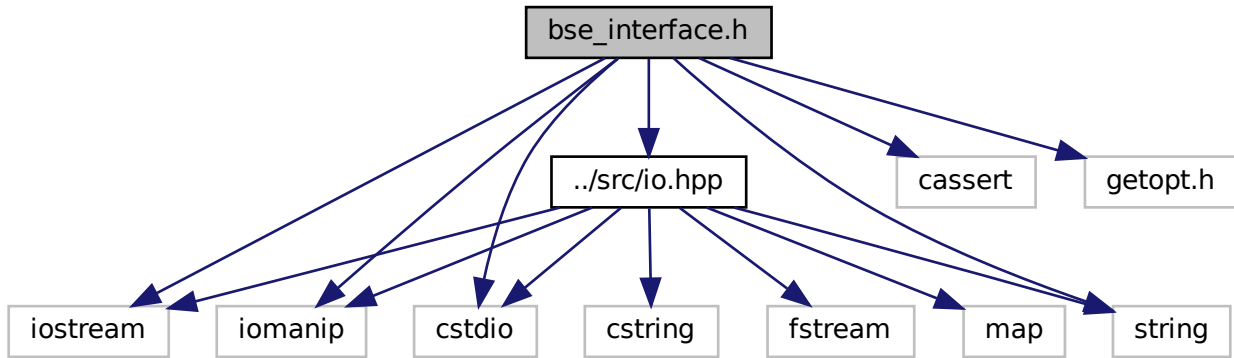 bse_interface.h
../src/io.hpp
cassert
getopt.h
iostream
iomanip
cstdio
cstring
fstream
map
string